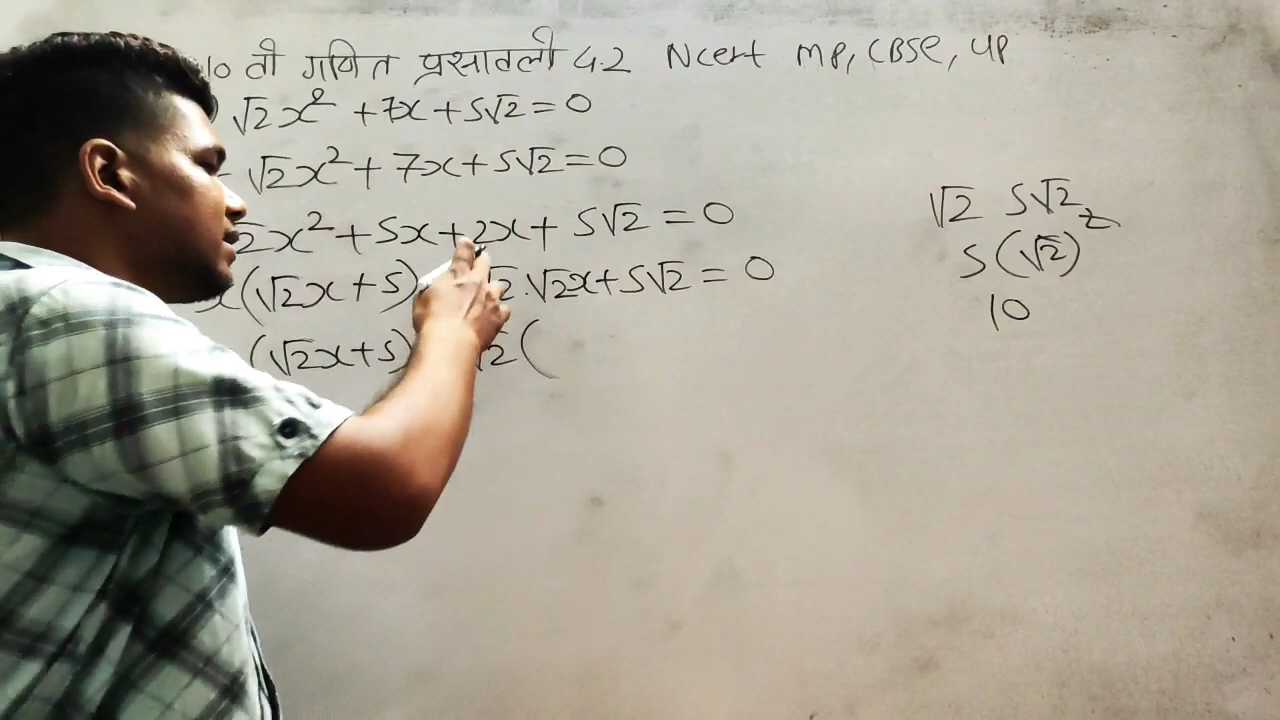 10 वी गणित प्रसावली 4.2 Ncert MP, CBSE, UP
√2x² + 7x + 5√2 = 0
√2x² + 7x + 5√2 = 0
2x² + 5x + 2x + 5√2 = 0
x(√2x + 5) √2.√2x + 5√2 = 0
(√2x + 5) √2(
√2 5√2
5(√2)²
10